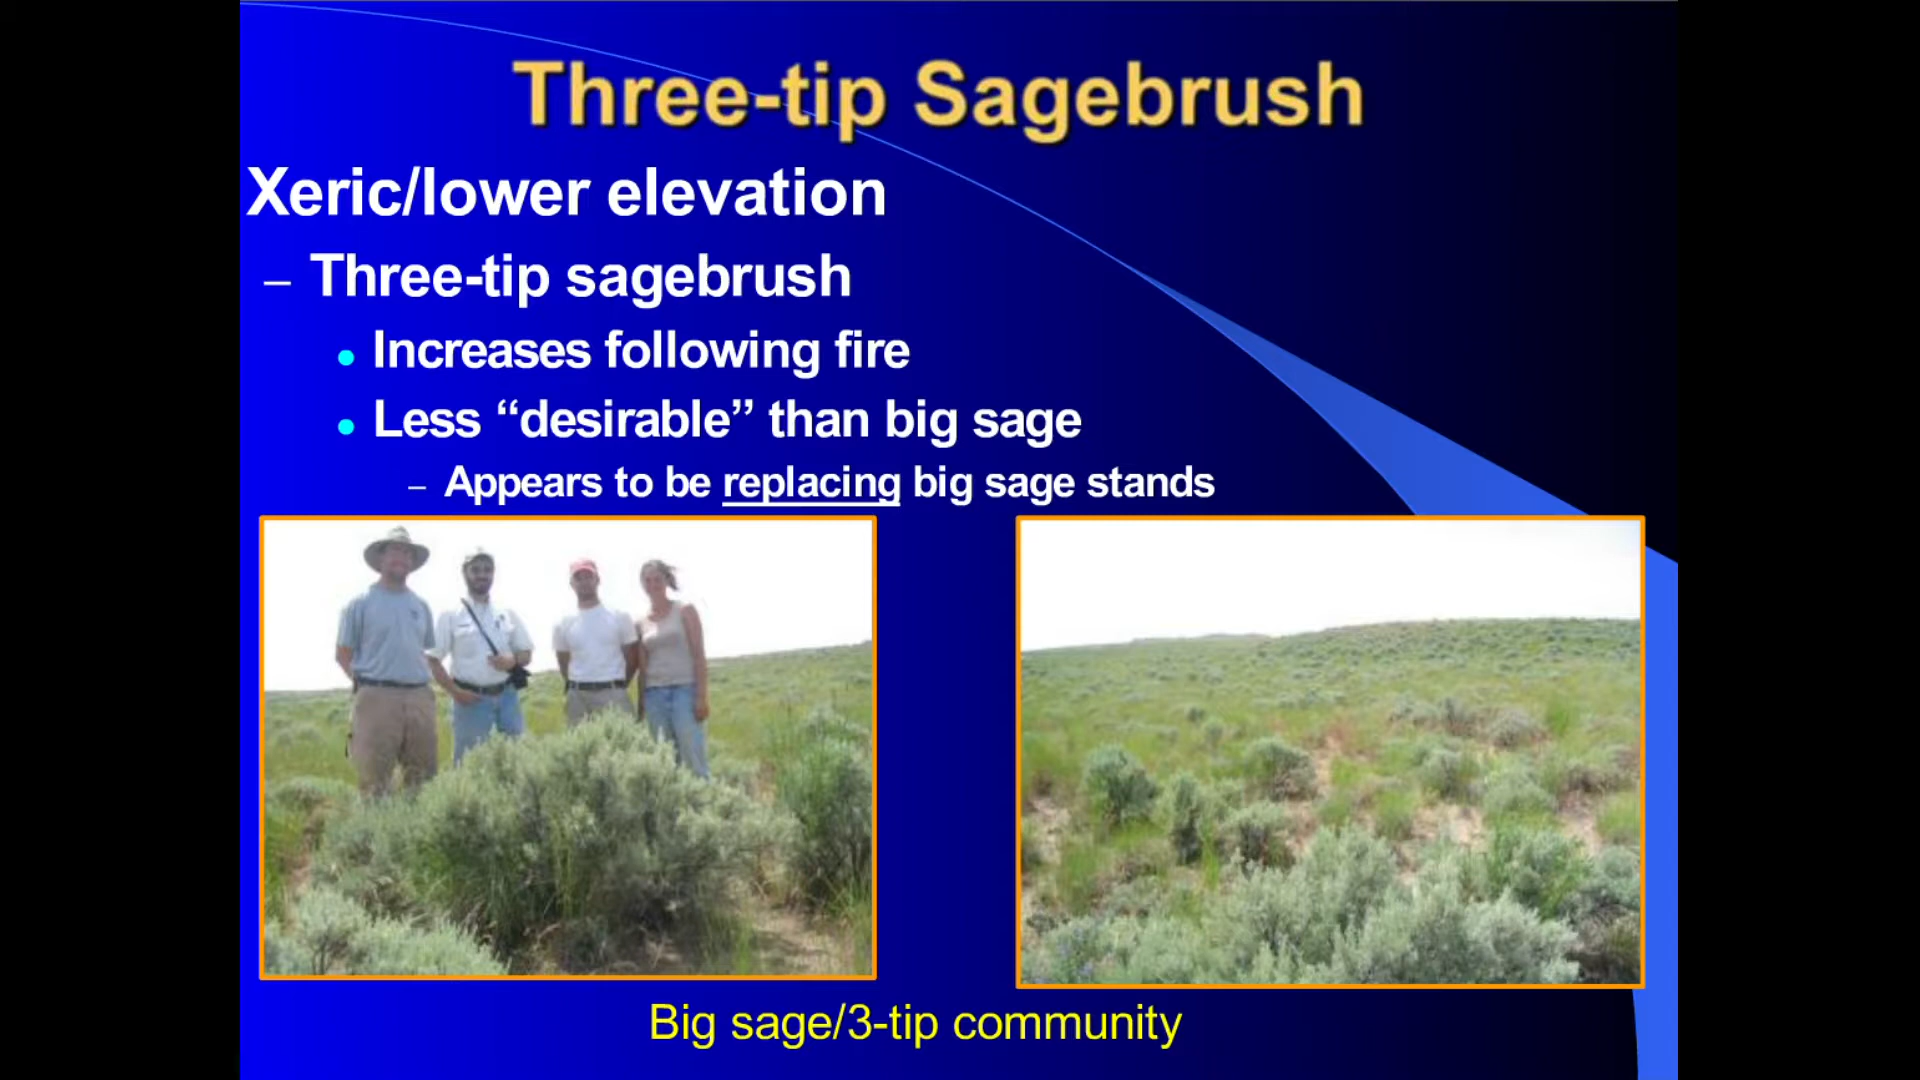 Three-tip Sagebrush
Xeric/lower elevation
– Three-tip sagebrush
• Increases following fire
• Less “desirable” than big sage
– Appears to be replacing big sage stands
Big sage/3-tip community